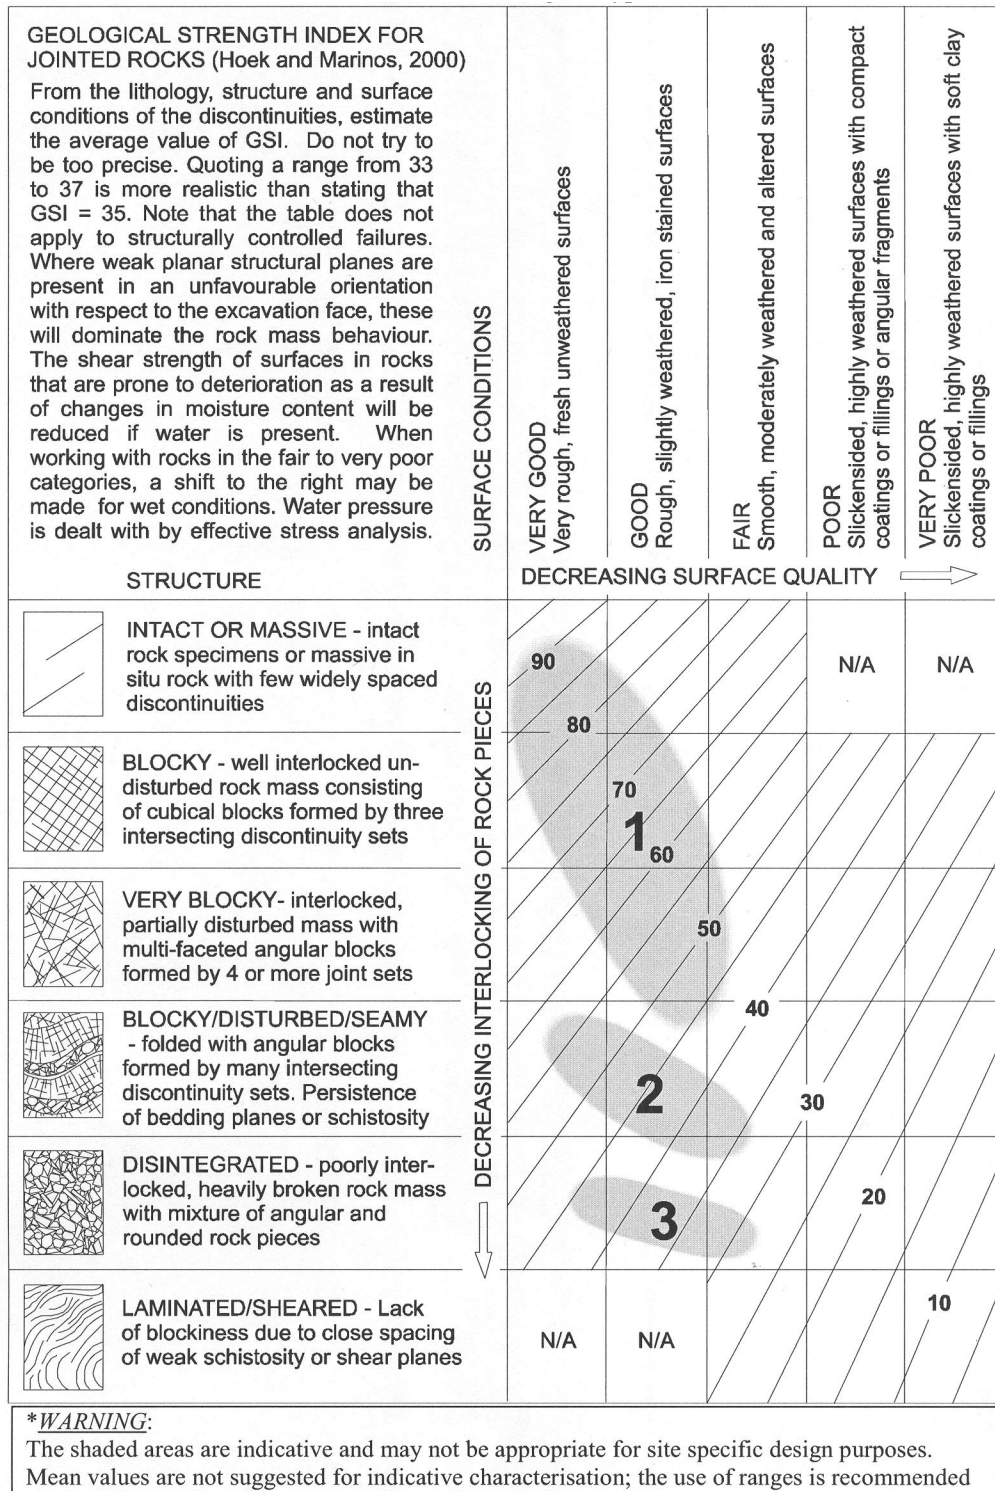 GEOLOGICAL STRENGTH INDEX FOR
JOINTED ROCKS (Hoek and Marinos, 2000)
From the lithology, structure and surface
conditions of the discontinuities, estimate
the average value of GSI. Do not try to
be too precise. Quoting a range from 33
to 37 is more realistic than stating that
GSI = 35. Note that the table does not
apply to structurally controlled failures.
Where weak planar structural planes are
present in an unfavourable orientation
with respect to the excavation face, these
will dominate the rock mass behaviour.
The shear strength of surfaces in rocks
that are prone to deterioration as a result
of changes in moisture content will be
reduced if water is present. When
working with rocks in the fair to very poor
categories, a shift to the right may be
made for wet conditions. Water pressure
is dealt with by effective stress analysis.
STRUCTURE
SURFACE CONDITIONS
VERY GOOD
Very rough, fresh unweathered surfaces
GOOD
Rough, slightly weathered, iron stained surfaces
FAIR
Smooth, moderately weathered and altered surfaces
POOR
Slickensided, highly weathered surfaces with compact
coatings or fillings or angular fragments
VERY POOR
Slickensided, highly weathered surfaces with soft clay
coatings or fillings
DECREASING SURFACE QUALITY
DECREASING INTERLOCKING OF ROCK PIECES
INTACT OR MASSIVE - intact
rock specimens or massive in
situ rock with few widely spaced
discontinuities
90
80
N/A
N/A
BLOCKY - well interlocked un-
disturbed rock mass consisting
of cubical blocks formed by three
intersecting discontinuity sets
70
1
60
VERY BLOCKY- interlocked,
partially disturbed mass with
multi-faceted angular blocks
formed by 4 or more joint sets
50
BLOCKY/DISTURBED/SEAMY
- folded with angular blocks
formed by many intersecting
discontinuity sets. Persistence
of bedding planes or schistosity
40
2
30
DISINTEGRATED - poorly inter-
locked, heavily broken rock mass
with mixture of angular and
rounded rock pieces
20
3
LAMINATED/SHEARED - Lack
of blockiness due to close spacing
of weak schistosity or shear planes
N/A
N/A
10
*WARNING:
The shaded areas are indicative and may not be appropriate for site specific design purposes.
Mean values are not suggested for indicative characterisation; the use of ranges is recommended